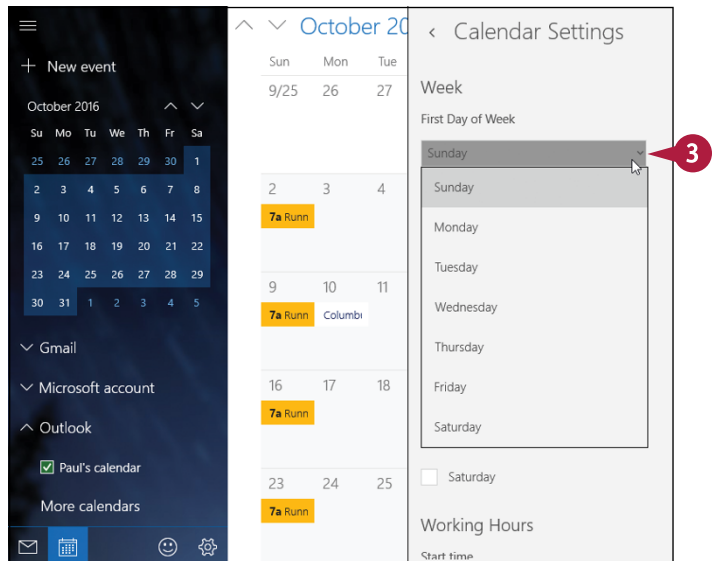 New event
October 2016
Su Mo Tu We Th Fr Sa
25 26 27 28 29 30 1
2 3 4 5 6 7 8
9 10 11 12 13 14 15
16 17 18 19 20 21 22
23 24 25 26 27 28 29
30 31 1 2 3 4 5
Gmail
Microsoft account
Outlook
Paul's calendar
More calendars
October 20
Sun Mon Tue
9/25 26 27
2 3 4
7a Runn
9 10 11
7a Runn Columb
16 17 18
7a Runn
23 24 25
7a Runn
Calendar Settings
Week
First Day of Week
Sunday
3
Sunday
Monday
Tuesday
Wednesday
Thursday
Friday
Saturday
Saturday
Working Hours
Start time